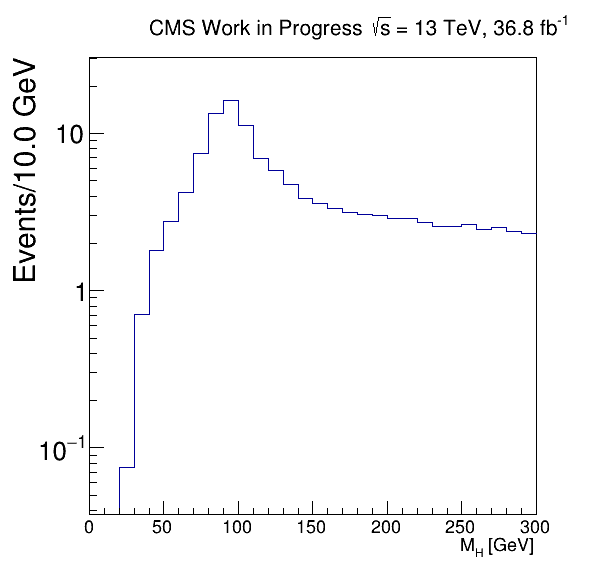 CMS Work in Progress √s = 13 TeV, 36.8 fb⁻¹
Events/10.0 GeV
10
1
10⁻¹
0 50 100 150 200 250 300
M_H [GeV]